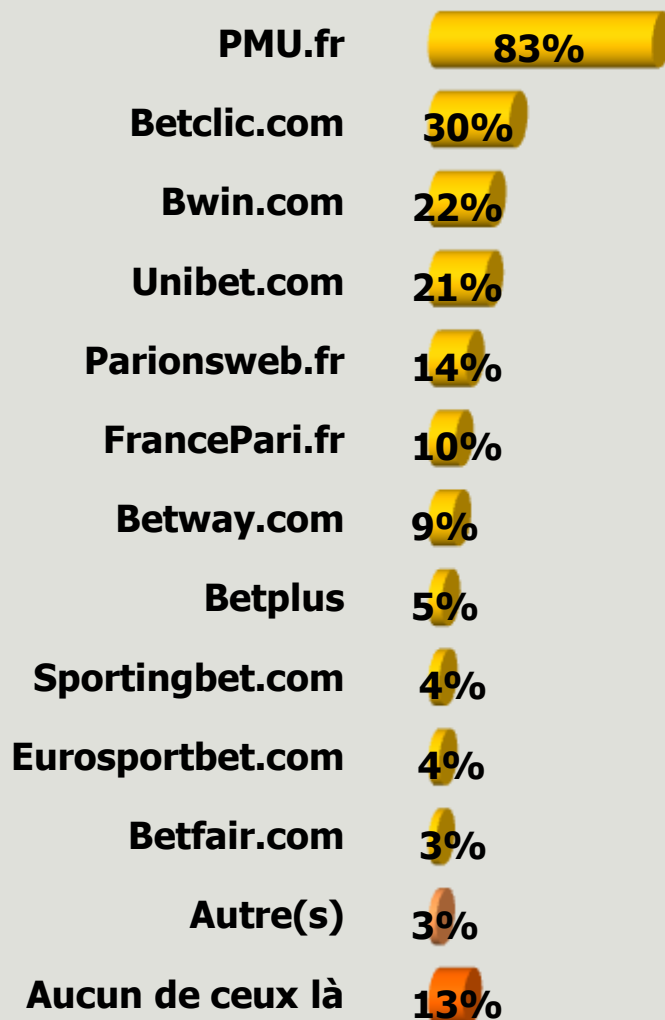 PMU.fr 83%
Betclic.com 30%
Bwin.com 22%
Unibet.com 21%
Parionsweb.fr 14%
FrancePari.fr 10%
Betway.com 9%
Betplus 5%
Sportingbet.com 4%
Eurosportbet.com 4%
Betfair.com 3%
Autre(s) 3%
Aucun de ceux là 13%